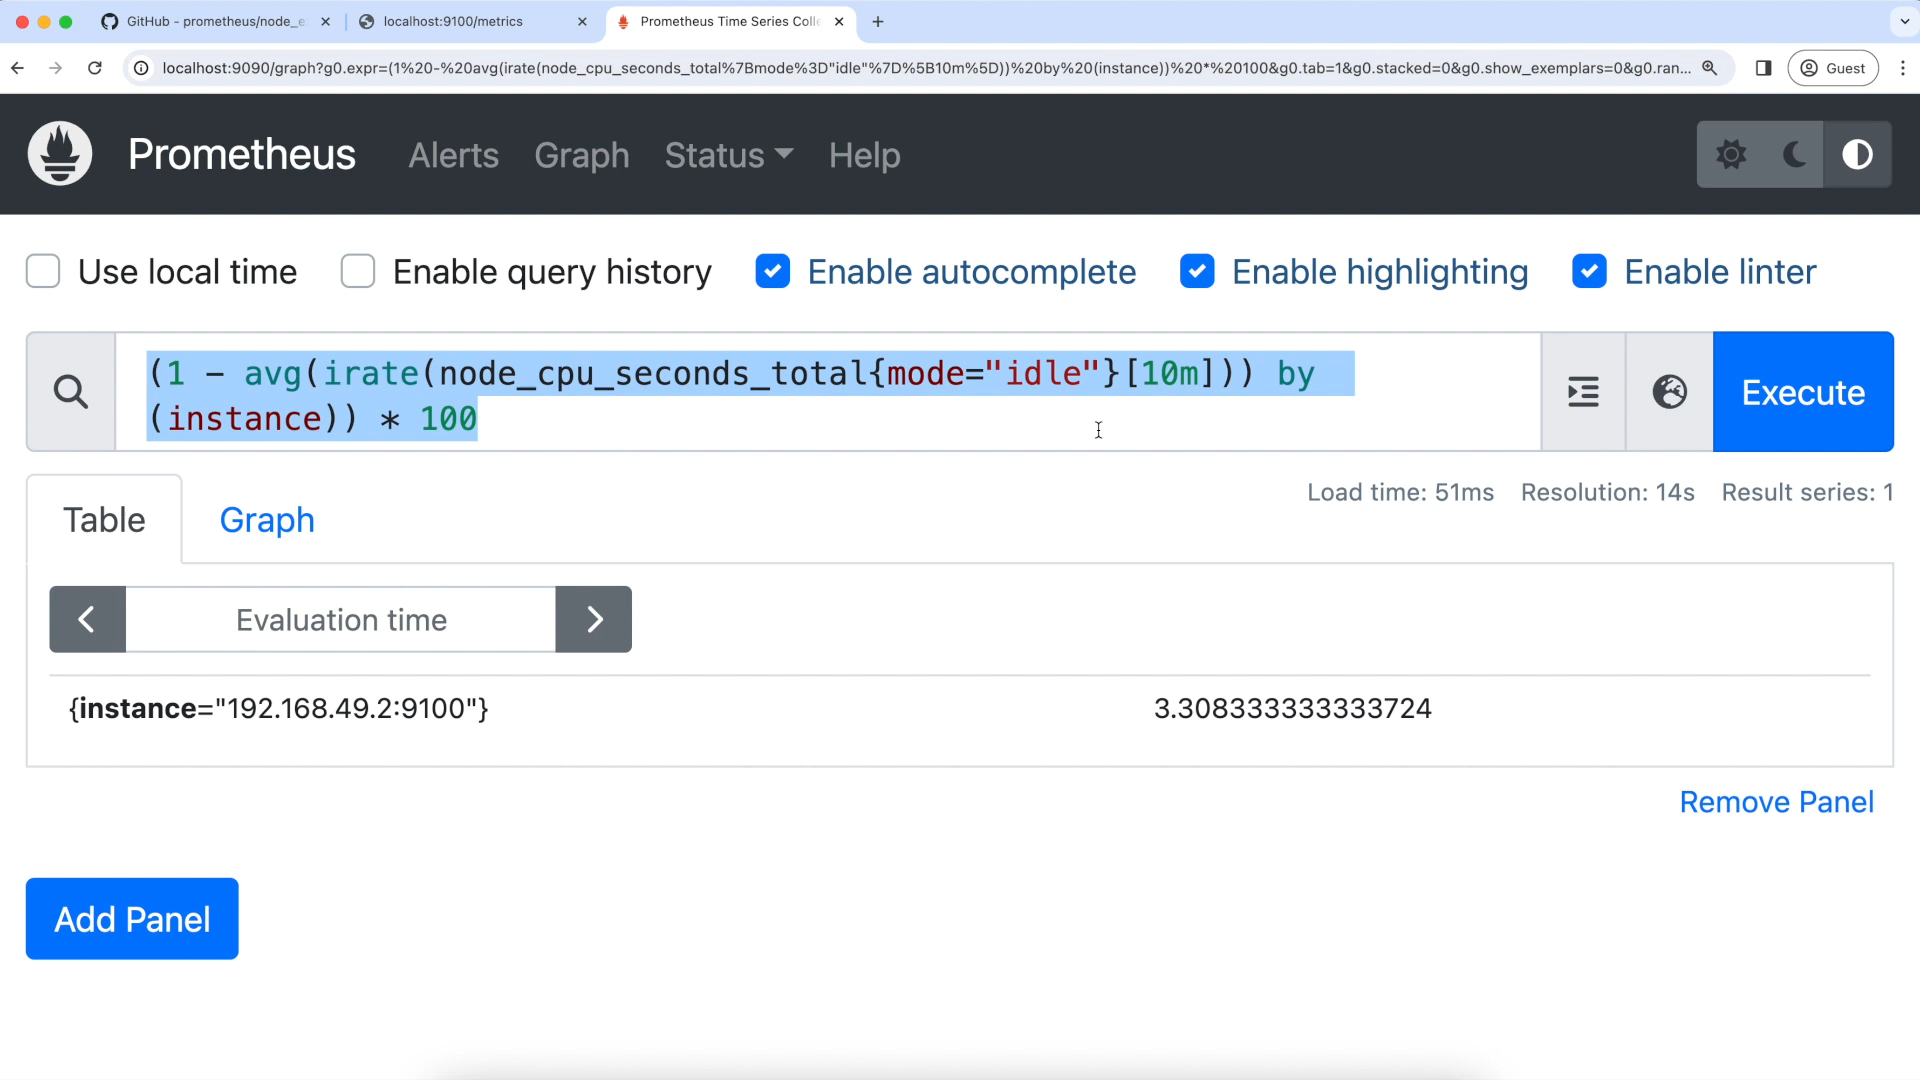 GitHub - prometheus/node_e
localhost:9100/metrics
Prometheus Time Series Colle
localhost:9090/graph?g0.expr=(1%20-%20avg(irate(node_cpu_seconds_total%7Bmode%3D"idle"%7D%5B10m%5D))%20by%20(instance))%20*%20100&g0.tab=1&g0.stacked=0&g0.show_exemplars=0&g0.ran...
Guest
Prometheus
Alerts
Graph
Status
Help
Use local time
Enable query history
Enable autocomplete
Enable highlighting
Enable linter
(1 - avg(irate(node_cpu_seconds_total{mode="idle"}[10m])) by
(instance)) * 100
Execute
Table
Graph
Load time: 51ms
Resolution: 14s
Result series: 1
Evaluation time
{instance="192.168.49.2:9100"}
3.308333333333724
Remove Panel
Add Panel